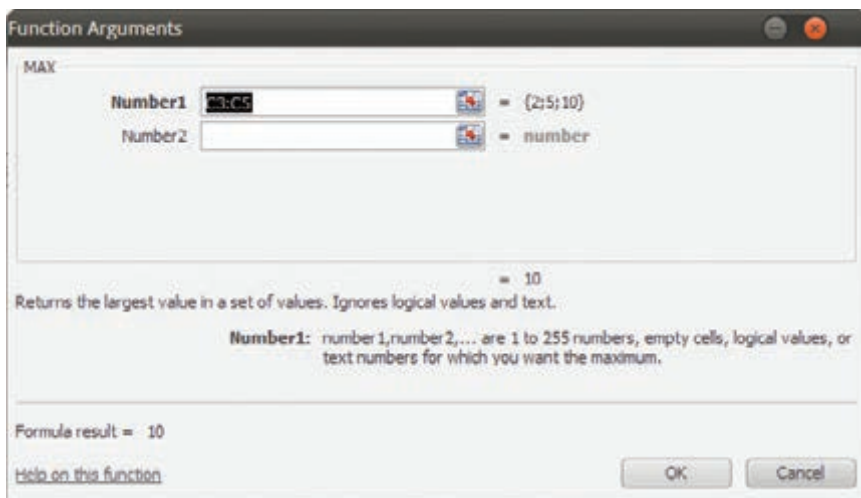 Function Arguments
MAX
Number1 C3:C5 = {2;5;10}
Number2 = number
= 10
Returns the largest value in a set of values. Ignores logical values and text.
Number1: number1,number2,... are 1 to 255 numbers, empty cells, logical values, or
text numbers for which you want the maximum.
Formula result = 10
Help on this function OK Cancel